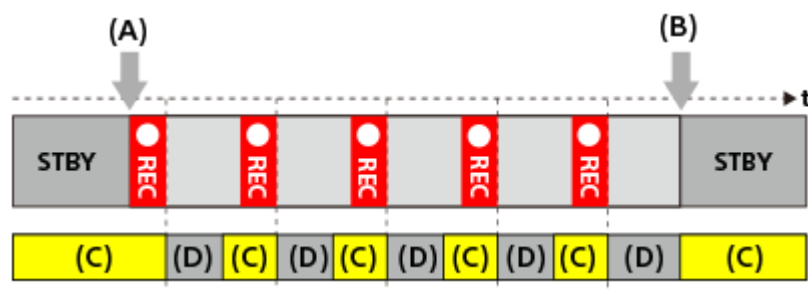 (A) (B)
t
STBY REC REC REC REC REC STBY
(C) (D) (C) (D) (C) (D) (C) (D) (C) (D) (C)